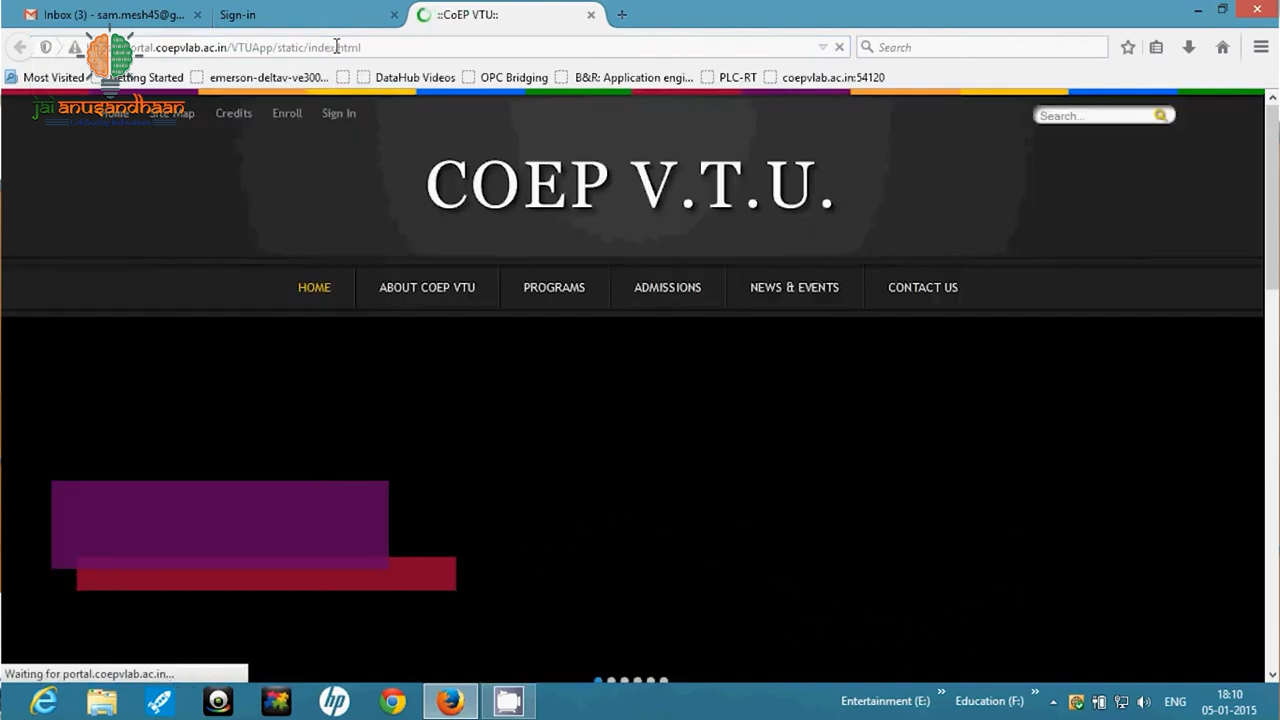 Inbox (3) - sam.mesh45@g...
Sign-in
::CoEP VTU::
portal.coepvlab.ac.in/VTUApp/static/index.html
Search
Most Visited
Getting Started
emerson-deltav-ve300...
DataHub Videos
OPC Bridging
B&R: Application engi...
PLC-RT
coepvlab.ac.in:54120
jai anusandhaan
Home
Site Map
Credits
Enroll
Sign In
Search...
COEP V.T.U.
HOME
ABOUT COEP VTU
PROGRAMS
ADMISSIONS
NEWS & EVENTS
CONTACT US
Waiting for portal.coepvlab.ac.in...
Entertainment (E:)
Education (F:)
ENG
18:10
05-01-2015